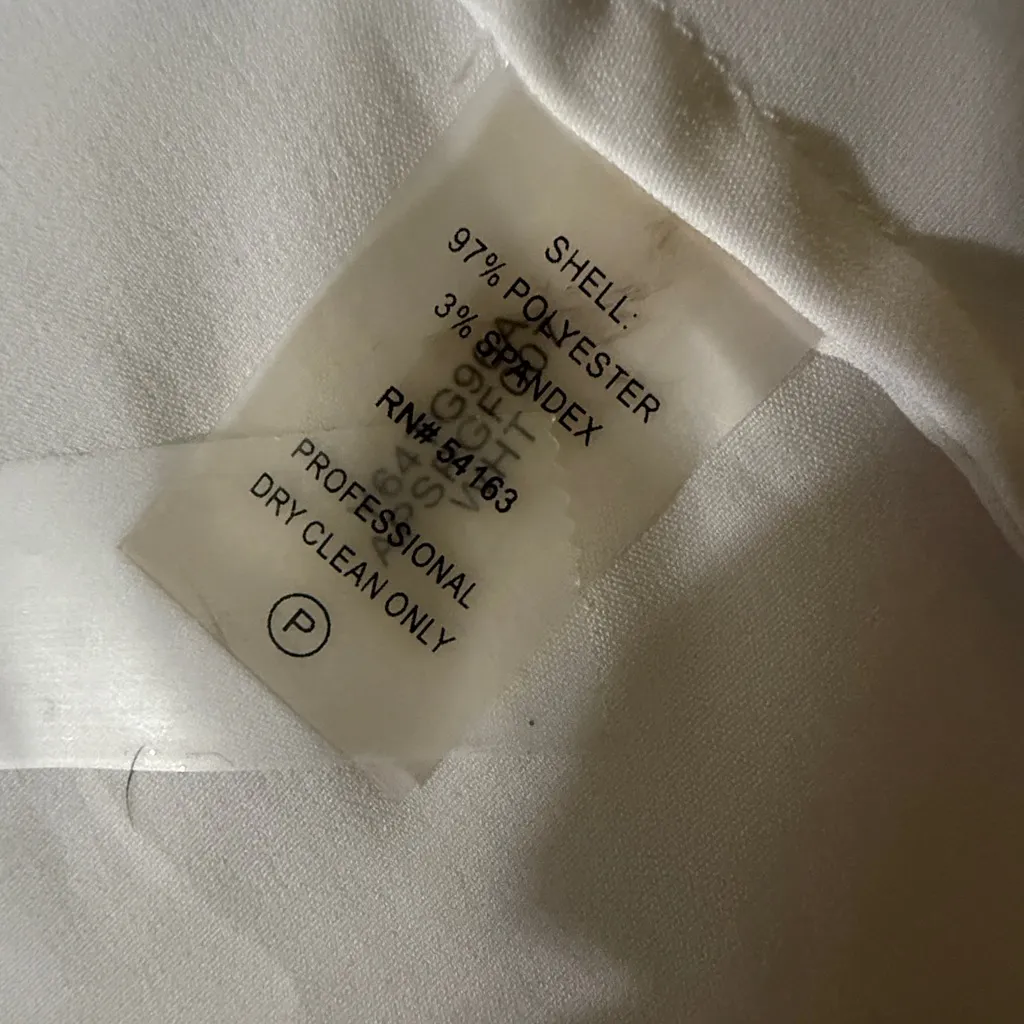 SHELL:
97% POLYESTER
3% SPANDEX
RN# 54163
PROFESSIONAL
DRY CLEAN ONLY
P